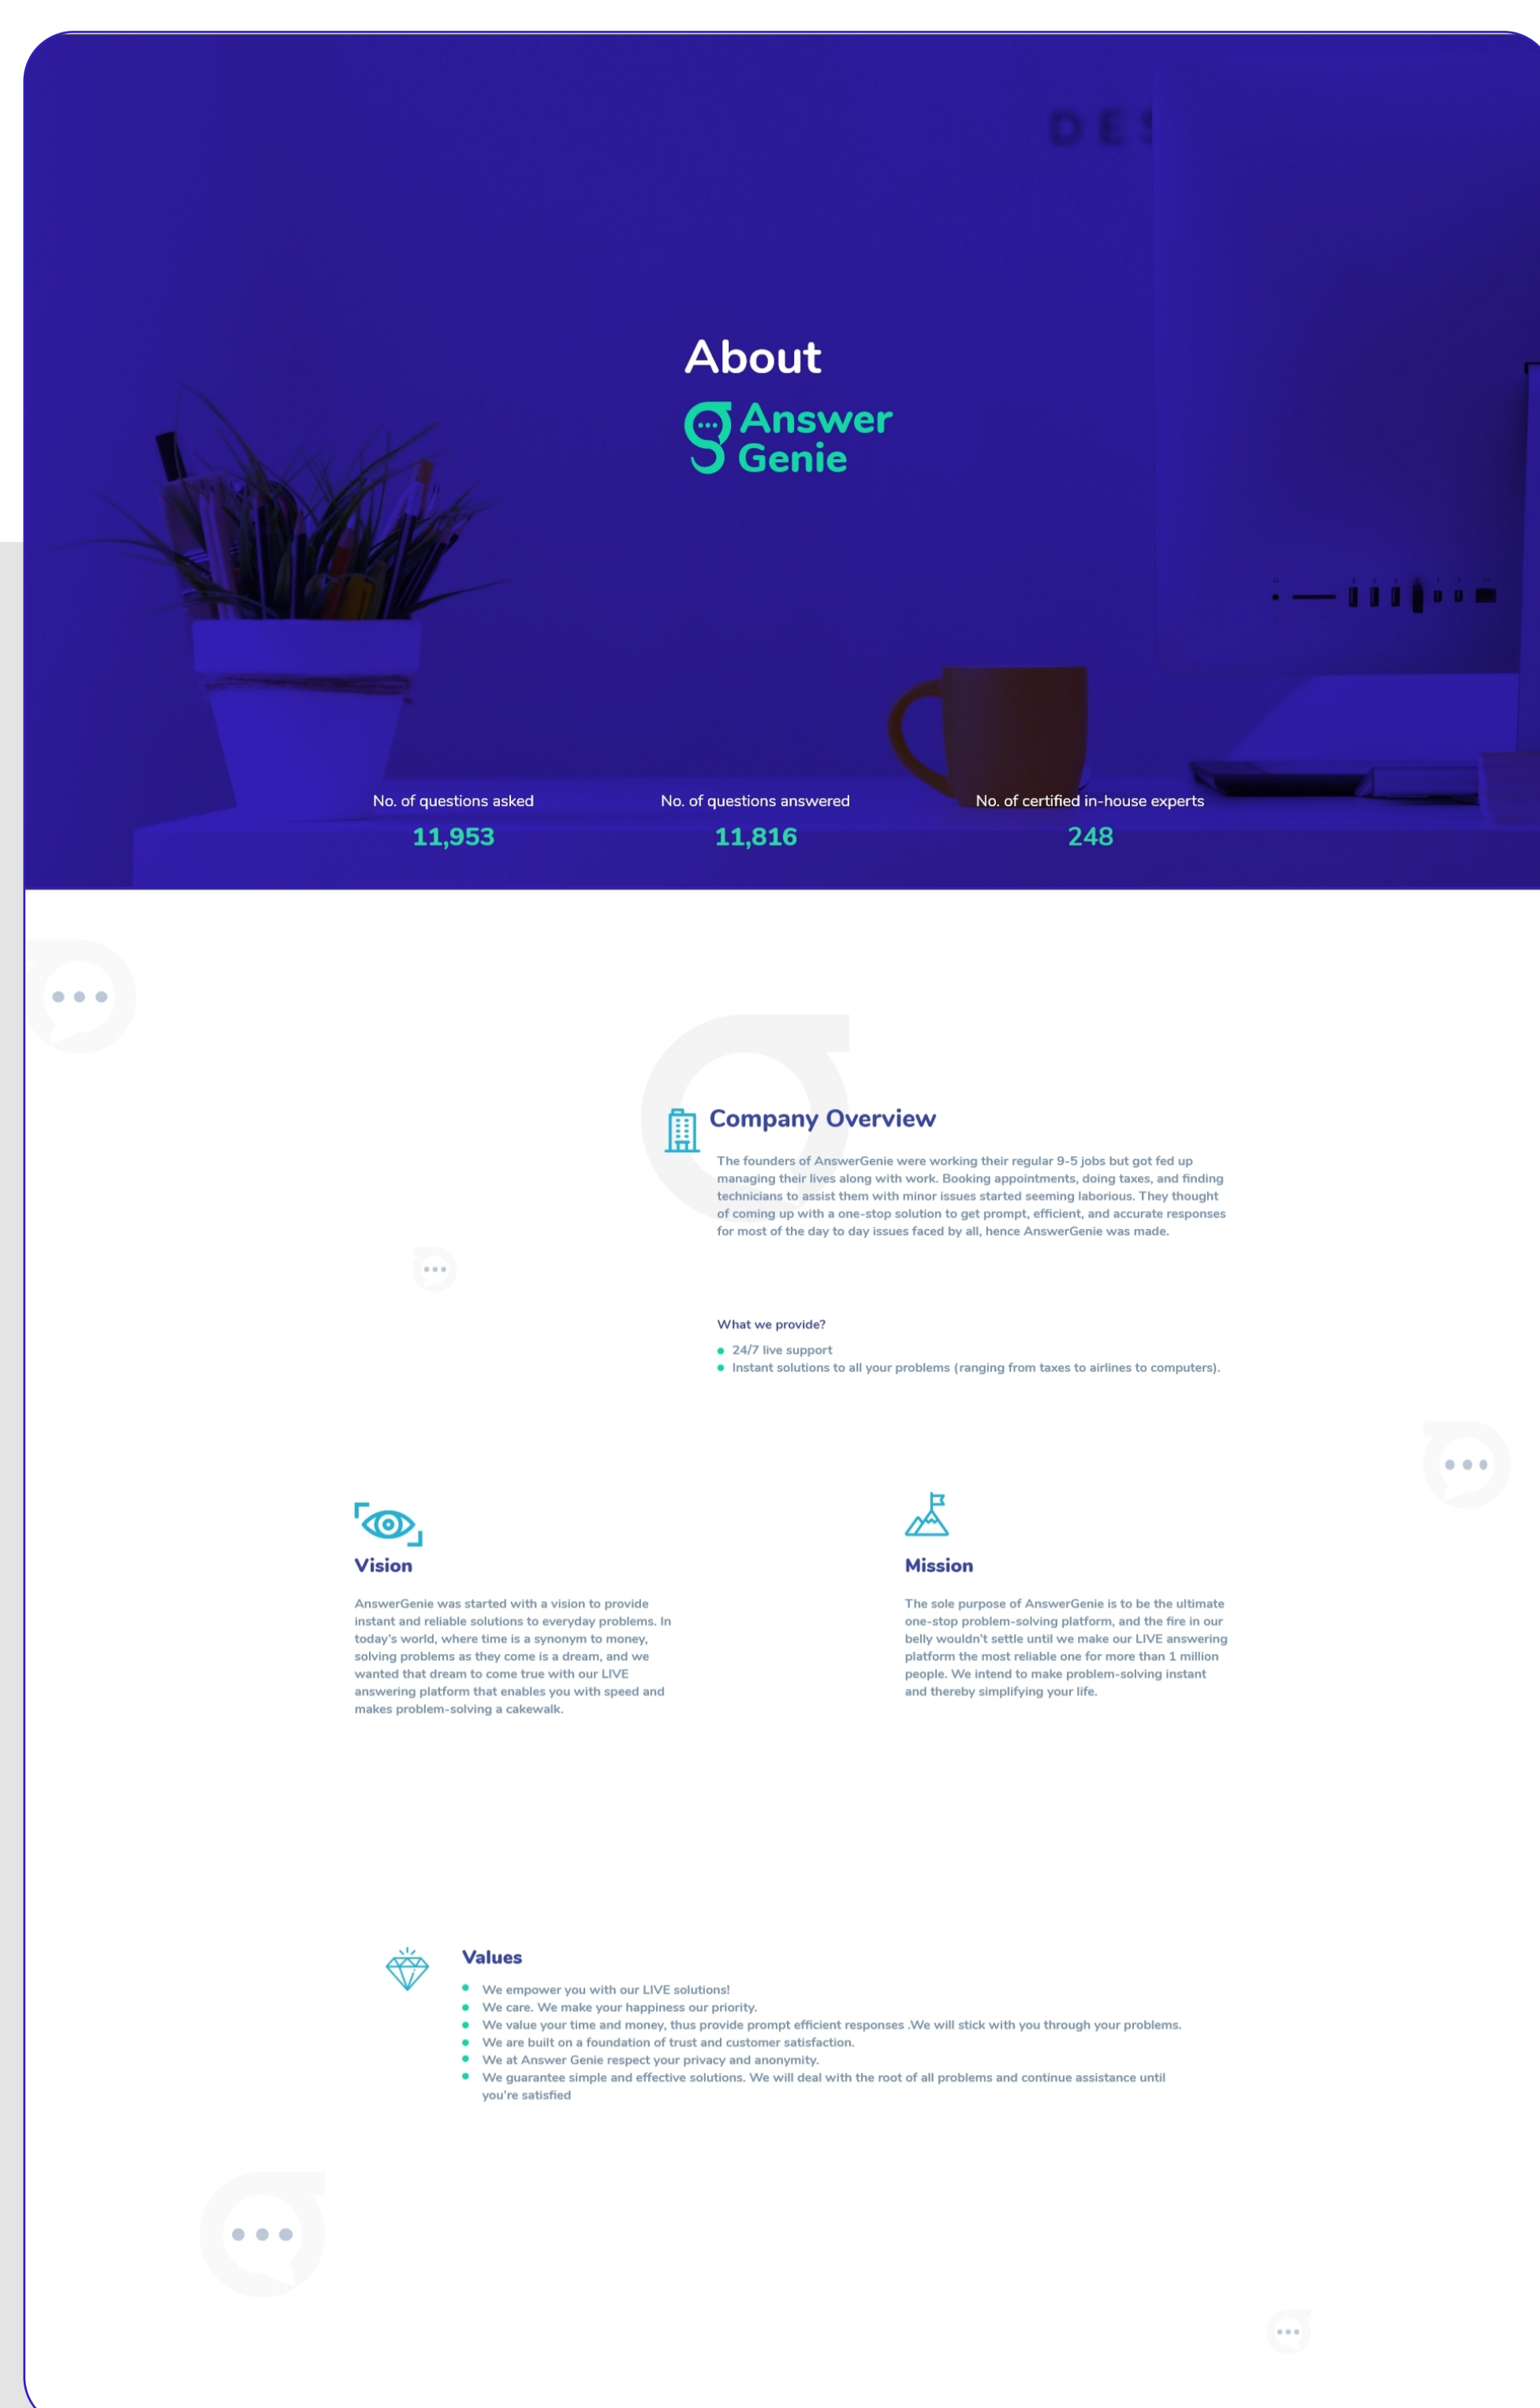 DES
About
Answer
Genie
No. of questions asked
No. of questions answered
No. of certified in-house experts
11,953
11,816
248
Company Overview
The founders of AnswerGenie were working their regular 9-5 jobs but got fed up
managing their lives along with work. Booking appointments, doing taxes, and finding
technicians to assist them with minor issues started seeming laborious. They thought
of coming up with a one-stop solution to get prompt, efficient, and accurate responses
for most of the day to day issues faced by all, hence AnswerGenie was made.
What we provide?
24/7 live support
Instant solutions to all your problems (ranging from taxes to airlines to computers).
Vision
AnswerGenie was started with a vision to provide
instant and reliable solutions to everyday problems. In
today's world, where time is a synonym to money,
solving problems as they come is a dream, and we
wanted that dream to come true with our LIVE
answering platform that enables you with speed and
makes problem-solving a cakewalk.
Mission
The sole purpose of AnswerGenie is to be the ultimate
one-stop problem-solving platform, and the fire in our
belly wouldn't settle until we make our LIVE answering
platform the most reliable one for more than 1 million
people. We intend to make problem-solving instant
and thereby simplifying your life.
Values
We empower you with our LIVE solutions!
We care. We make your happiness our priority.
We value your time and money, thus provide prompt efficient responses .We will stick with you through your problems.
We are built on a foundation of trust and customer satisfaction.
We at Answer Genie respect your privacy and anonymity.
We guarantee simple and effective solutions. We will deal with the root of all problems and continue assistance until
you're satisfied